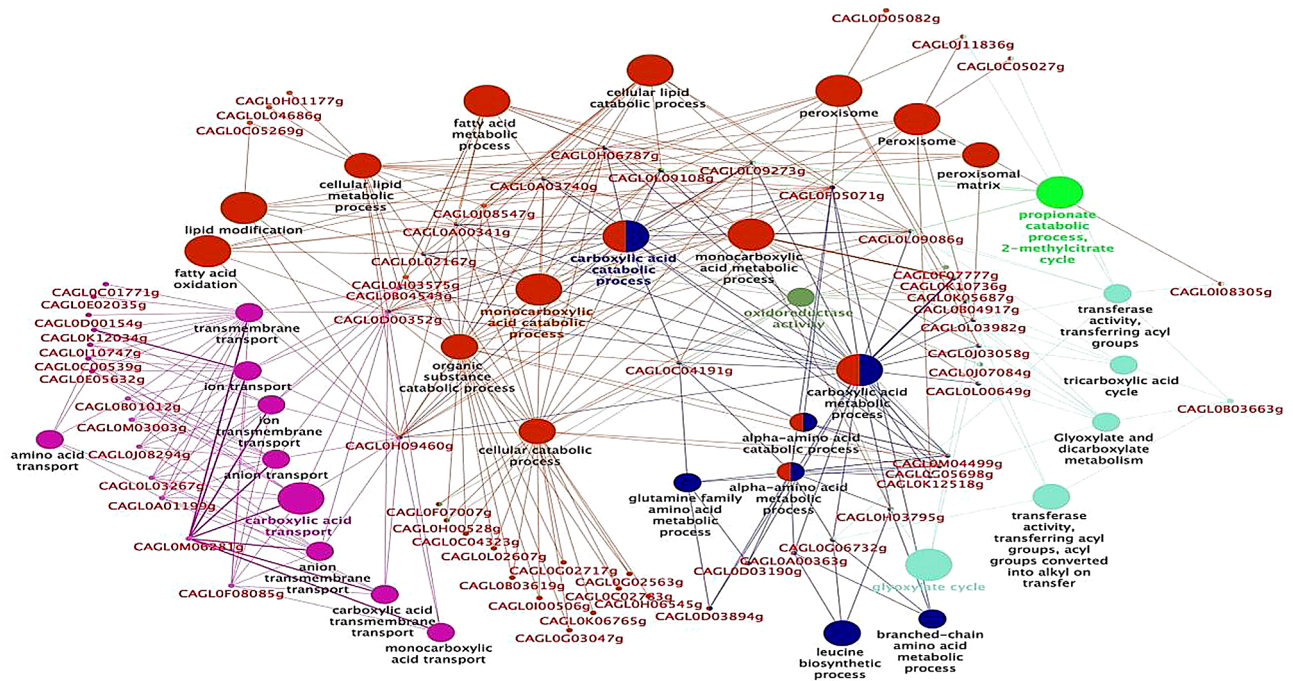 CAGL0D05082g
CAGL0J11836g
CAGL0C05027g
cellular lipid
catabolic process
peroxisome
fatty acid
metabolic
process
Peroxisome
CAGL0H01177g
CAGL0L04686g
CAGL0C05269g
peroxisomal
matrix
CAGL0H06787g
CAGL0L09108g
CAGL0L09273g
CAGL0A03740g
CAGL0F05071g
cellular lipid
metabolic
process
CAGL0J08547g
CAGL0A00341g
lipid modification
propionate
catabolic
process,
2-methylcitrate
cycle
CAGL0L09086g
carboxylic acid
catabolic
process
monocarboxylic
acid metabolic
process
CAGL0L02167g
fatty acid
oxidation
CAGL0H03575g
CAGL0B04543g
CAGL0D00352g
CAGL0F07777g
CAGL0K10736g
CAGL0K05687g
CAGL0B04917g
CAGL0L03982g
CAGL0I08305g
CAGL0C01771g
CAGL0E02035g
CAGL0D00154g
CAGL0K12034g
CAGL0J10747g
CAGL0C00539g
CAGL0E05632g
transmembrane
transport
monocarboxylic
acid catabolic
process
oxidoreductase
activity
transferase
activity,
transferring acyl
groups
CAGL0J03058g
CAGL0J07084g
CAGL0L00649g
organic
substance
catabolic process
CAGL0C04191g
carboxylic acid
metabolic
process
tricarboxylic acid
cycle
CAGL0B03663g
ion transport
CAGL0B01012g
CAGL0M03003g
ion
transmembrane
transport
amino acid
transport
CAGL0J08294g
CAGL0H09460g
cellular catabolic
process
alpha-amino acid
catabolic process
Glyoxylate and
dicarboxylate
metabolism
CAGL0M04499g
CAGL0G05698g
CAGL0K12518g
anion transport
CAGL0L03267g
CAGL0A01199g
carboxylic acid
transport
glutamine family
amino acid
metabolic
process
alpha-amino acid
metabolic
process
CAGL0H03795g
transferase
activity,
transferring acyl
groups, acyl
groups converted
into alkyl on
transfer
CAGL0F07007g
CAGL0H00528g
CAGL0C04323g
CAGL0L02607g
CAGL0M06281g
CAGL0G06732g
CAGL0A00363g
CAGL0D03190g
anion
transmembrane
transport
CAGL0G02717g
CAGL0G02563g
CAGL0B03619g
CAGL0C02783g
CAGL0I00506g
CAGL0H06545g
CAGL0F08085g
glyoxylate cycle
carboxylic acid
transmembrane
transport
CAGL0K06765g
CAGL0D03894g
CAGL0G03047g
monocarboxylic
acid transport
leucine
biosynthetic
process
branched-chain
amino acid
metabolic
process